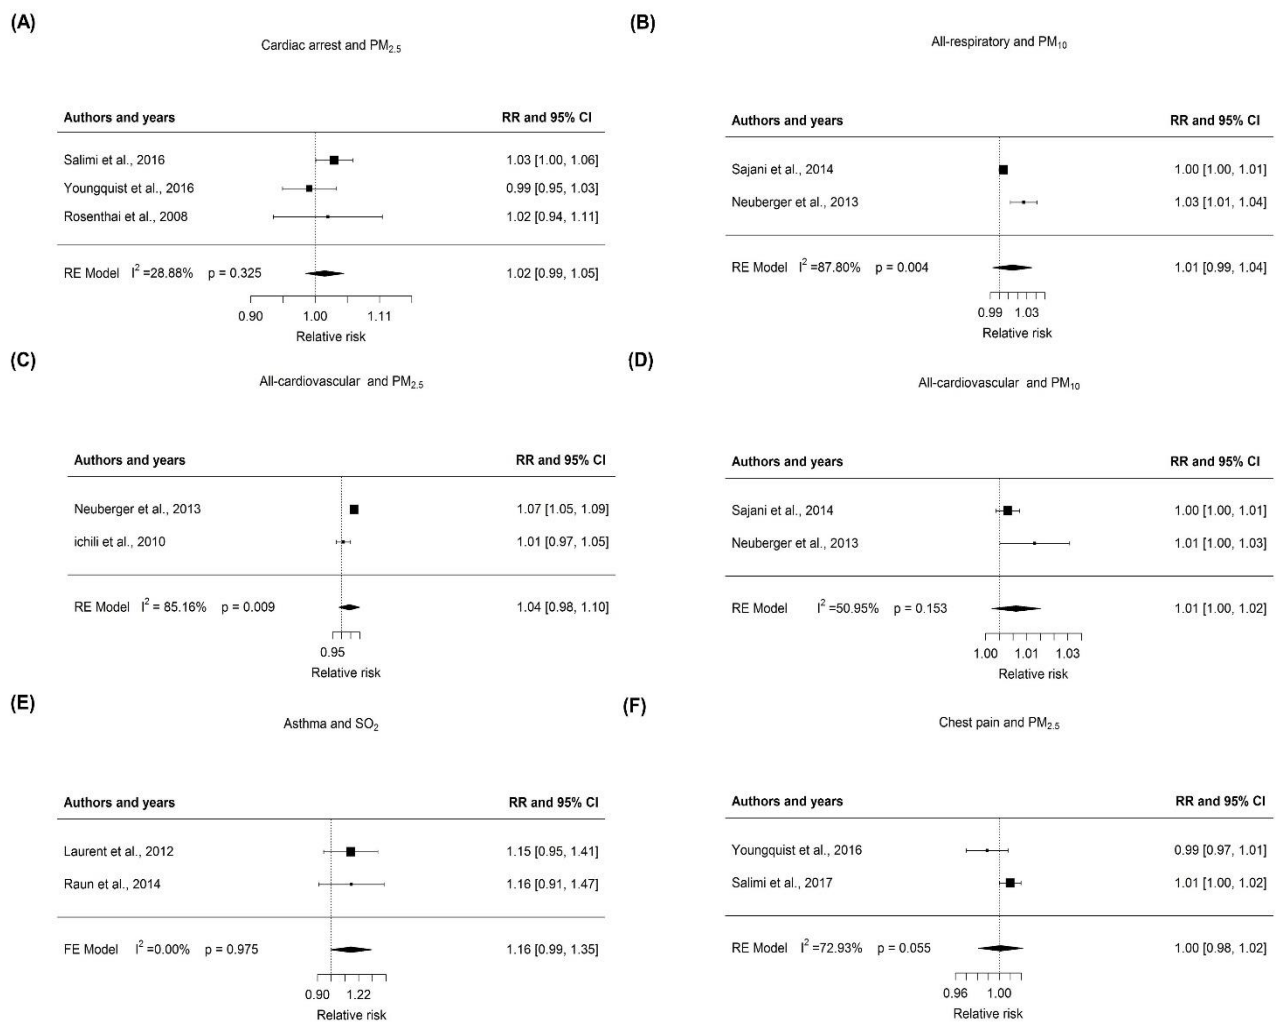 (A)
Cardiac arrest and PM2.5
Authors and years RR and 95% CI
Salimi et al., 2016 1.03 [1.00, 1.06]
Youngquist et al., 2016 0.99 [0.95, 1.03]
Rosenthai et al., 2008 1.02 [0.94, 1.11]
RE Model I2 =28.88% p = 0.325 1.02 [0.99, 1.05]
0.90 1.00 1.11
Relative risk
(B)
All-respiratory and PM10
Authors and years RR and 95% CI
Sajani et al., 2014 1.00 [1.00, 1.01]
Neuberger et al., 2013 1.03 [1.01, 1.04]
RE Model I2 =87.80% p = 0.004 1.01 [0.99, 1.04]
0.99 1.03
Relative risk
(C)
All-cardiovascular and PM2.5
Authors and years RR and 95% CI
Neuberger et al., 2013 1.07 [1.05, 1.09]
ichili et al., 2010 1.01 [0.97, 1.05]
RE Model I2 = 85.16% p = 0.009 1.04 [0.98, 1.10]
0.95
Relative risk
(D)
All-cardiovascular and PM10
Authors and years RR and 95% CI
Sajani et al., 2014 1.00 [1.00, 1.01]
Neuberger et al., 2013 1.01 [1.00, 1.03]
RE Model I2 =50.95% p = 0.153 1.01 [1.00, 1.02]
1.00 1.01 1.03
Relative risk
(E)
Asthma and SO2
Authors and years RR and 95% CI
Laurent et al., 2012 1.15 [0.95, 1.41]
Raun et al., 2014 1.16 [0.91, 1.47]
FE Model I2 =0.00% p = 0.975 1.16 [0.99, 1.35]
0.90 1.22
Relative risk
(F)
Chest pain and PM2.5
Authors and years RR and 95% CI
Youngquist et al., 2016 0.99 [0.97, 1.01]
Salimi et al., 2017 1.01 [1.00, 1.02]
RE Model I2 =72.93% p = 0.055 1.00 [0.98, 1.02]
0.96 1.00
Relative risk